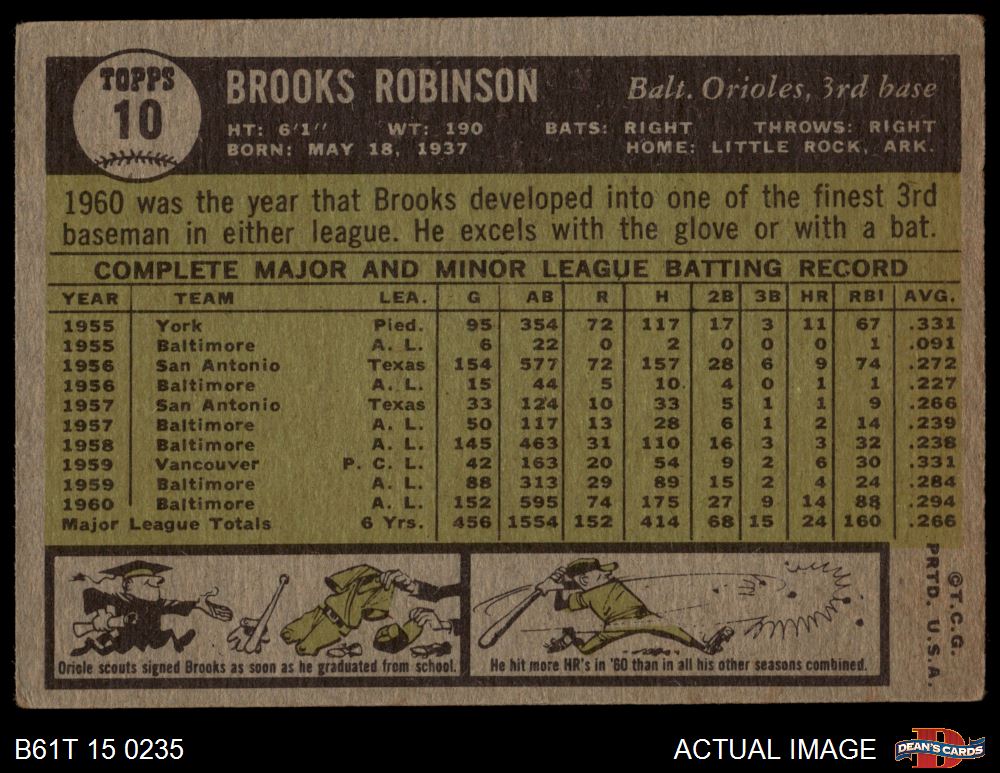 TOPPS
10
BROOKS ROBINSON
Balt. Orioles, 3rd base
HT: 6'1" WT: 190 BATS: RIGHT THROWS: RIGHT
BORN: MAY 18, 1937 HOME: LITTLE ROCK, ARK.
1960 was the year that Brooks developed into one of the finest 3rd
baseman in either league. He excels with the glove or with a bat.
COMPLETE MAJOR AND MINOR LEAGUE BATTING RECORD
YEAR TEAM LEA. G AB R H 2B 3B HR RBI AVG.
1955 York Pied. 95 354 72 117 17 3 11 67 .331
1955 Baltimore A. L. 6 22 0 2 0 0 0 1 .091
1956 San Antonio Texas 154 577 72 157 28 6 9 74 .272
1956 Baltimore A. L. 15 44 5 10 4 0 1 1 .227
1957 San Antonio Texas 33 124 10 33 5 1 1 9 .266
1957 Baltimore A. L. 50 117 13 28 6 1 2 14 .239
1958 Baltimore A. L. 145 463 31 110 16 3 3 32 .238
1959 Vancouver P. C. L. 42 163 20 54 9 2 6 30 .331
1959 Baltimore A. L. 88 313 29 89 15 2 4 24 .284
1960 Baltimore A. L. 152 595 74 175 27 9 14 88 .294
Major League Totals 6 Yrs. 456 1554 152 414 68 15 24 160 .266
Oriole scouts signed Brooks as soon as he graduated from school.
He hit more HR's in '60 than in all his other seasons combined.
©T.C.G.
PRTD. U.S.A.
B61T 15 0235
ACTUAL IMAGE
D
DEAN'S CARDS